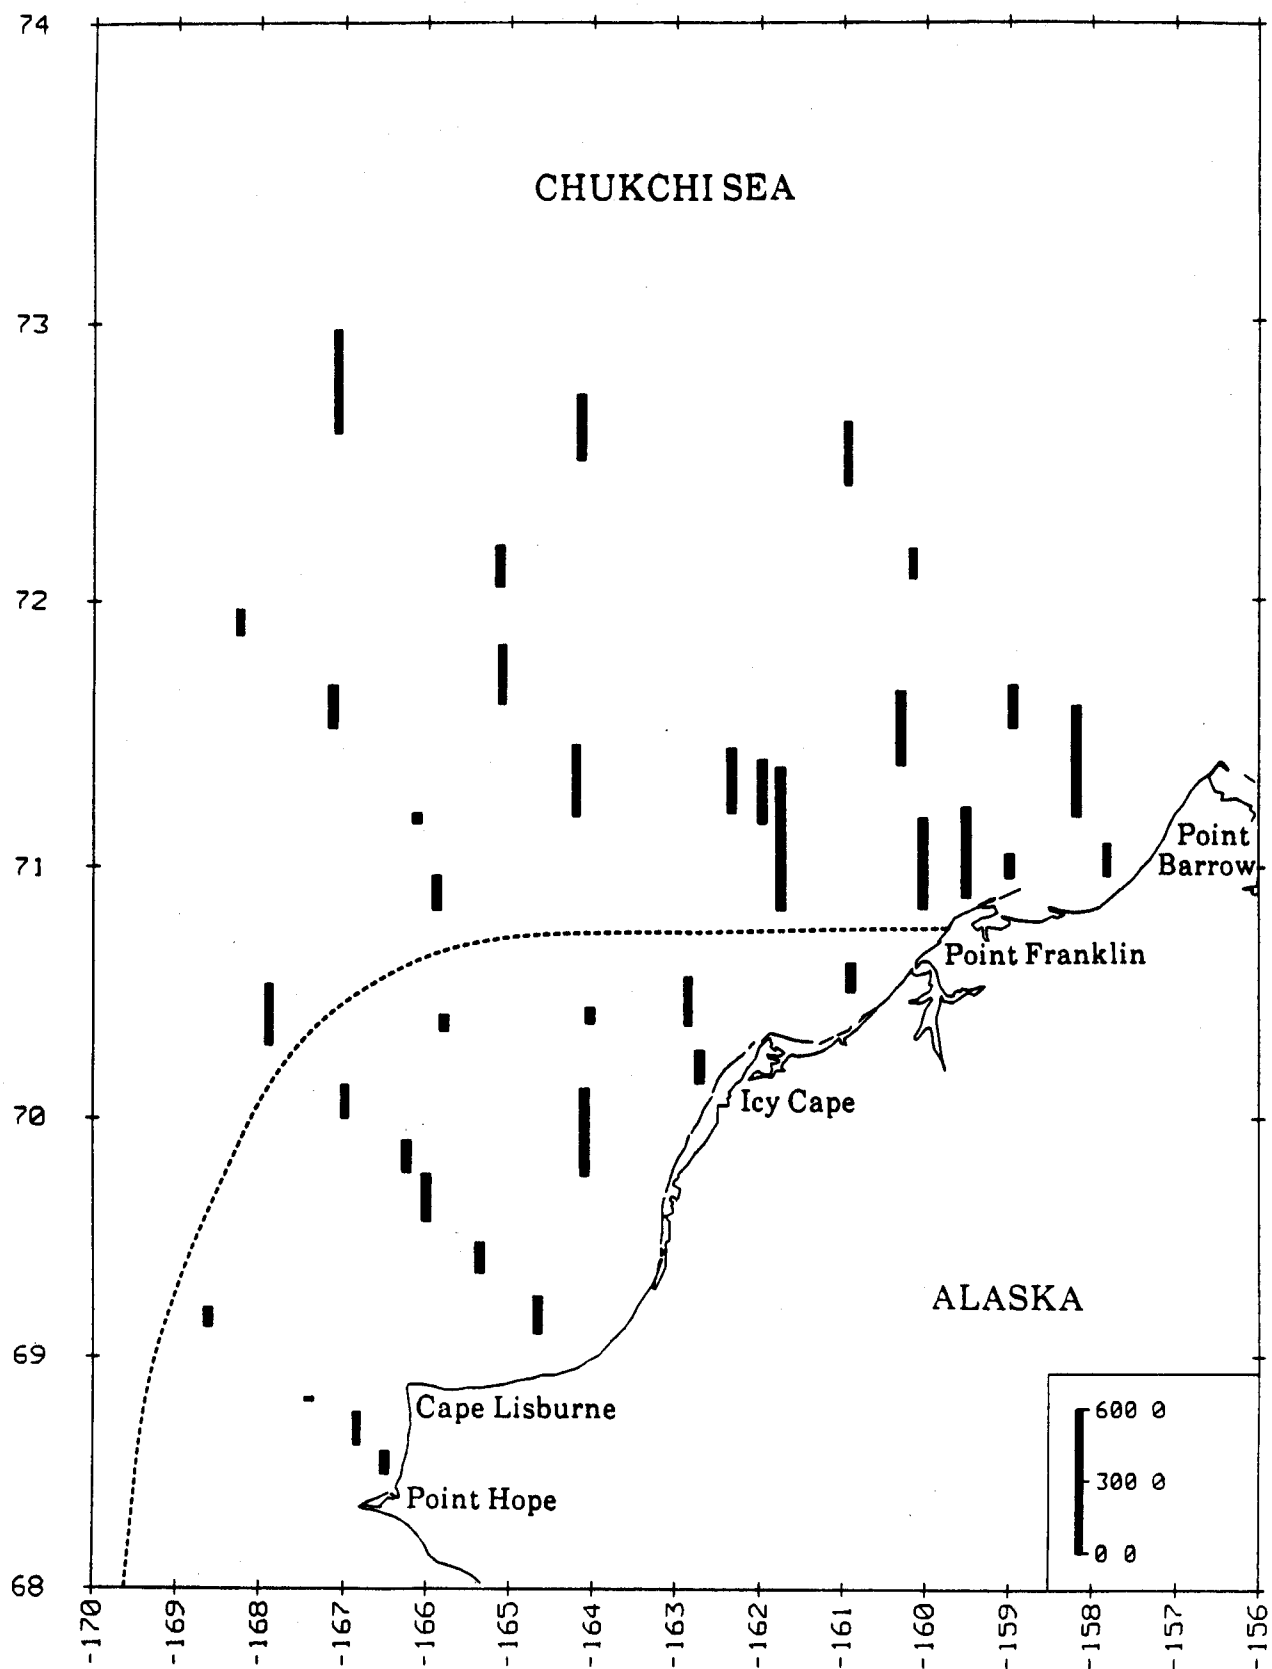 74
CHUKCHI SEA
73
72
71
Point
Barrow
Point Franklin
70
Icy Cape
ALASKA
69
Cape Lisburne
600 0
300 0
Point Hope
0 0
68
-170 -169 -168 -167 -166 -165 -164 -163 -162 -161 -160 -159 -158 -157 -156